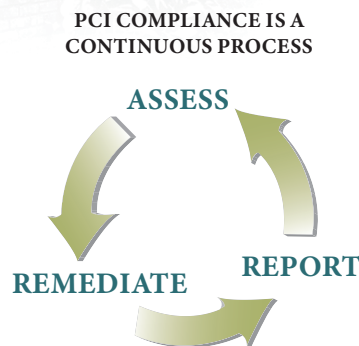 PCI COMPLIANCE IS A
CONTINUOUS PROCESS
ASSESS
REPORT
REMEDIATE